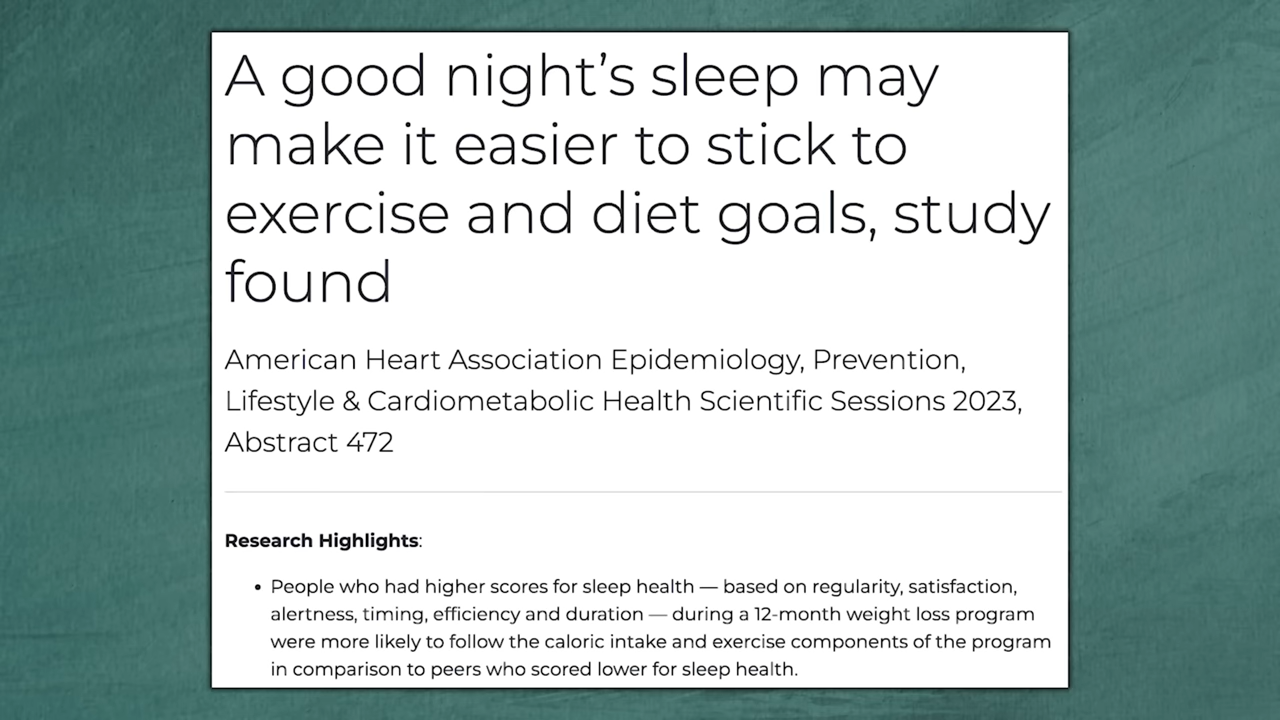 A good night’s sleep may
make it easier to stick to
exercise and diet goals, study
found
American Heart Association Epidemiology, Prevention,
Lifestyle & Cardiometabolic Health Scientific Sessions 2023,
Abstract 472
Research Highlights:
• People who had higher scores for sleep health — based on regularity, satisfaction,
alertness, timing, efficiency and duration — during a 12-month weight loss program
were more likely to follow the caloric intake and exercise components of the program
in comparison to peers who scored lower for sleep health.